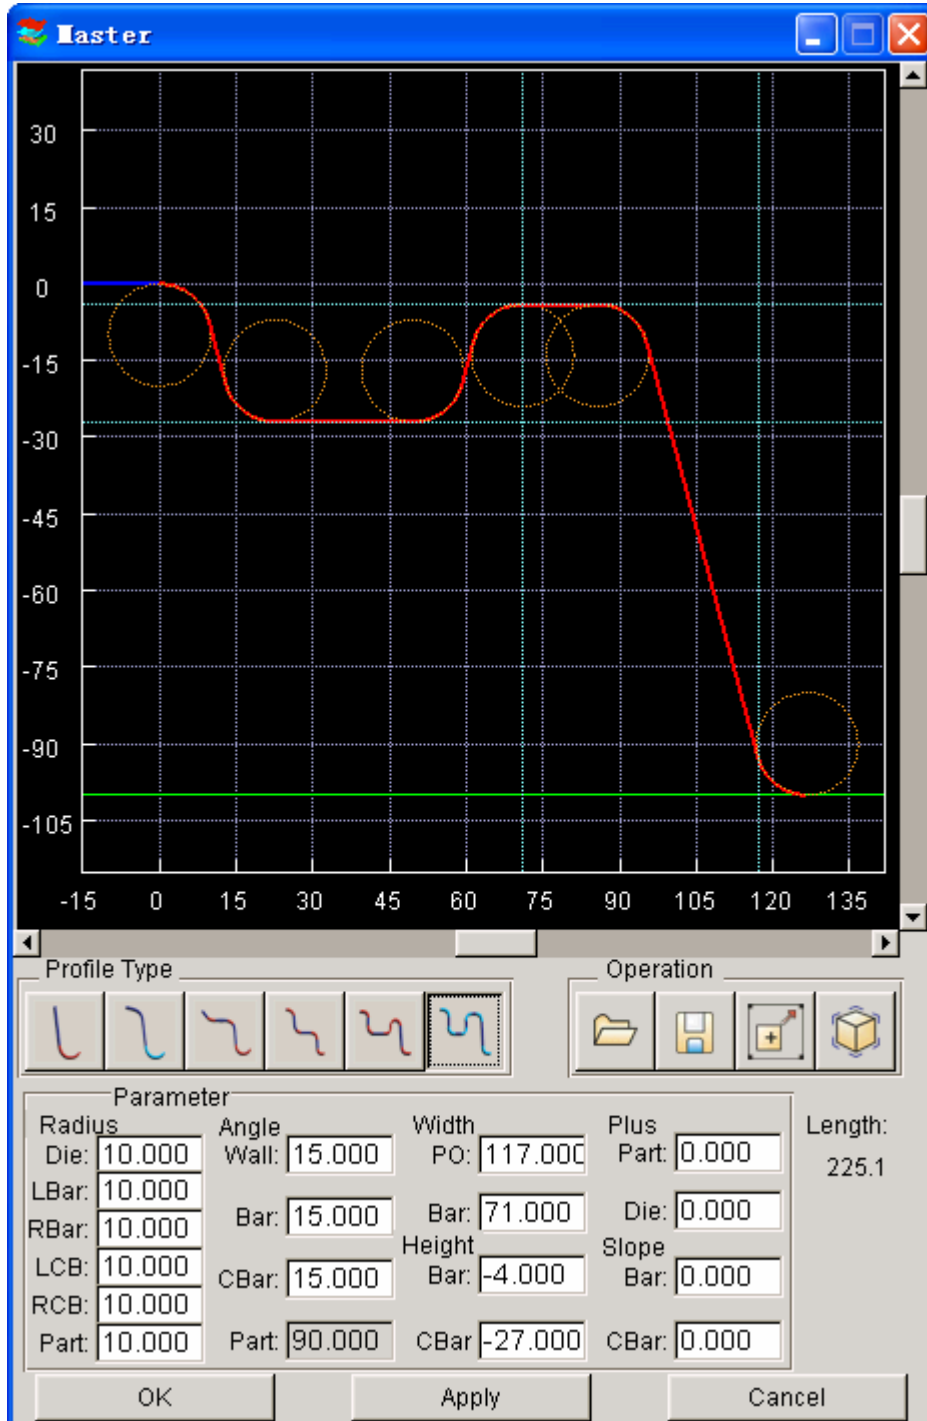 Master
30
15
0
-15
-30
-45
-60
-75
-90
-105
-15 0 15 30 45 60 75 90 105 120 135
Profile Type Operation
Parameter
Radius Angle Width Plus Length:
Die: 10.000 Wall: 15.000 PO: 117.000 Part: 0.000 225.1
LBar: 10.000
RBar: 10.000 Bar: 15.000 Bar: 71.000 Die: 0.000
Height Slope
LCB: 10.000 CBar: 15.000 Bar: -4.000 Bar: 0.000
RCB: 10.000
Part: 10.000 Part: 90.000 CBar -27.000 CBar: 0.000
OK Apply Cancel